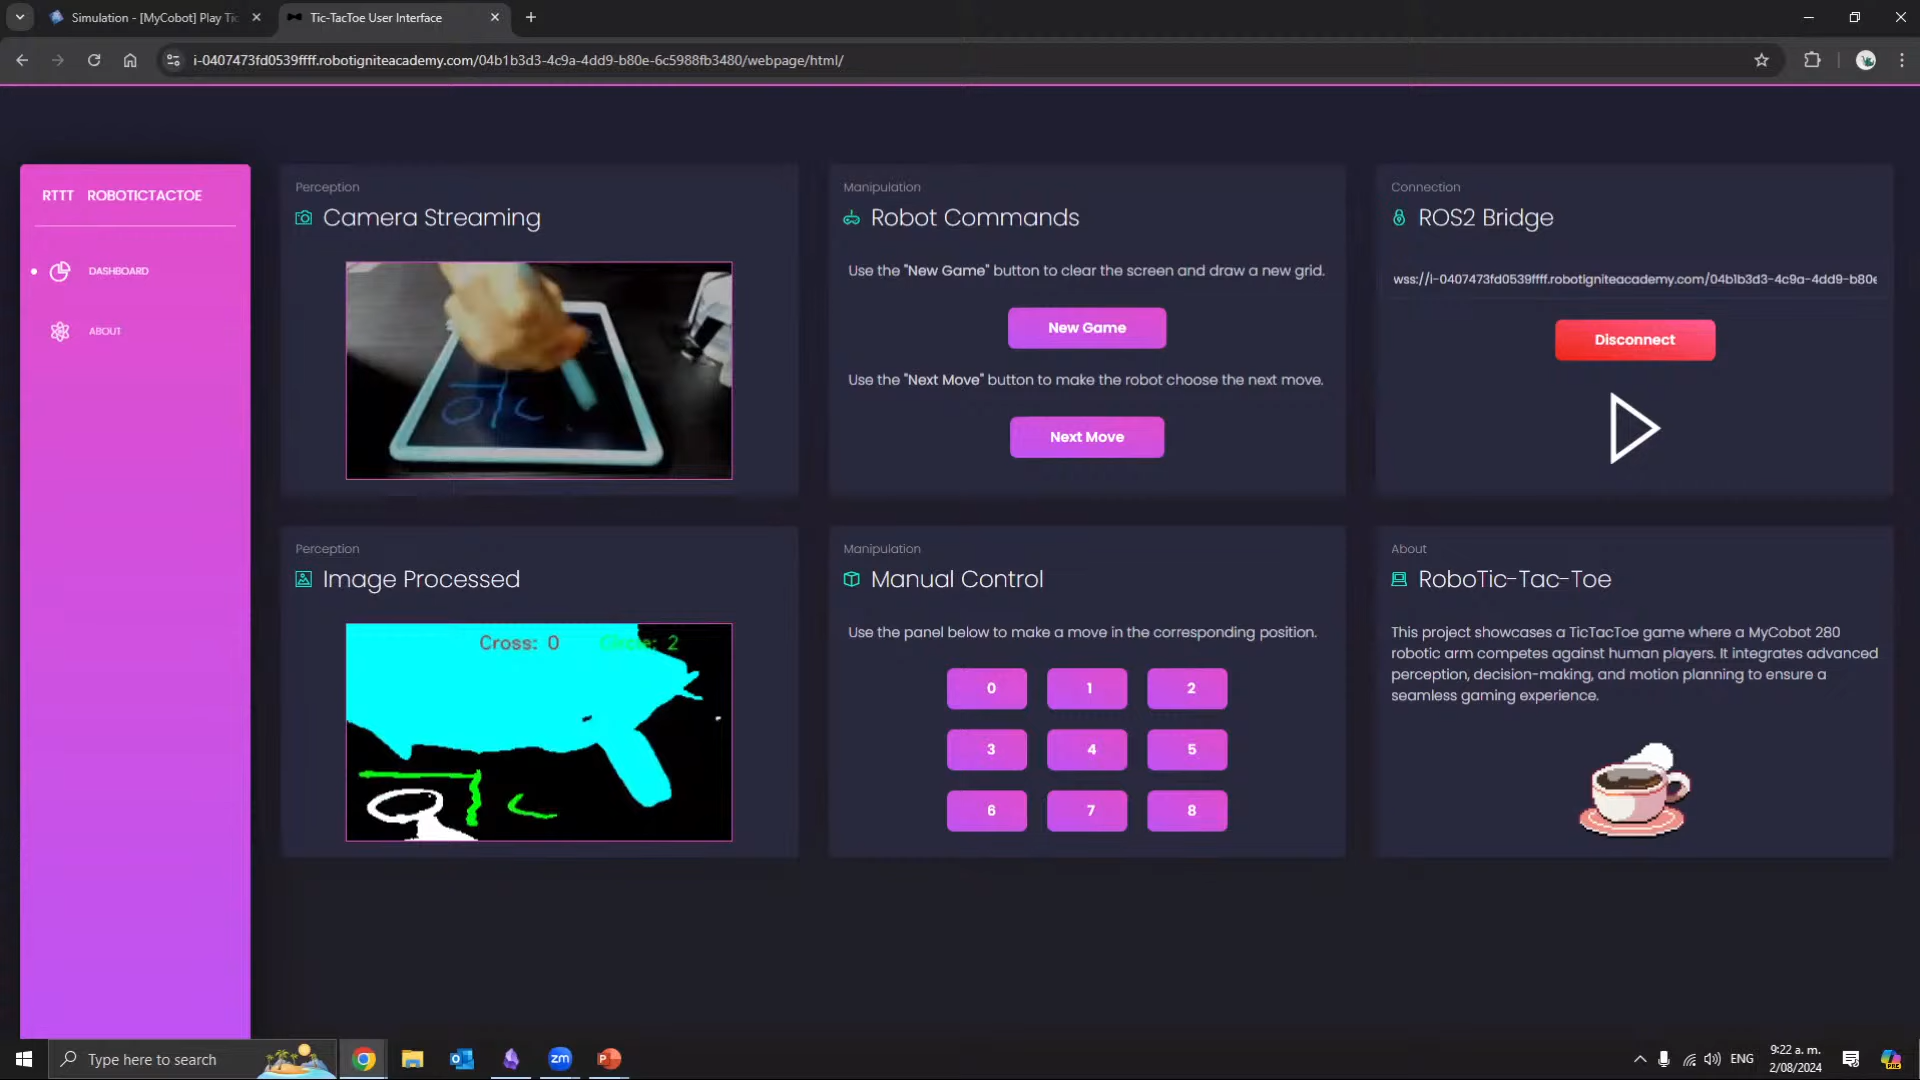 Simulation - [MyCobot] Play Tic
Tic-TacToe User Interface
i-0407473fd0539ffff.robotigniteacademy.com/04b1b3d3-4c9a-4dd9-b80e-6c5988fb3480/webpage/html/
RTTT ROBOTICTACTOE
DASHBOARD
ABOUT
Perception
Camera Streaming
Manipulation
Robot Commands
Use the "New Game" button to clear the screen and draw a new grid.
New Game
Use the "Next Move" button to make the robot choose the next move.
Next Move
Connection
ROS2 Bridge
wss://i-0407473fd0539ffff.robotigniteacademy.com/04b1b3d3-4c9a-4dd9-b80e
Disconnect
Perception
Image Processed
Cross: 0 Circle: 2
Manipulation
Manual Control
Use the panel below to make a move in the corresponding position.
0 1 2
3 4 5
6 7 8
About
RoboTic-Tac-Toe
This project showcases a TicTacToe game where a MyCobot 280
robotic arm competes against human players. It integrates advanced
perception, decision-making, and motion planning to ensure a
seamless gaming experience.
Type here to search
zm
ENG
9:22 a. m.
2/08/2024